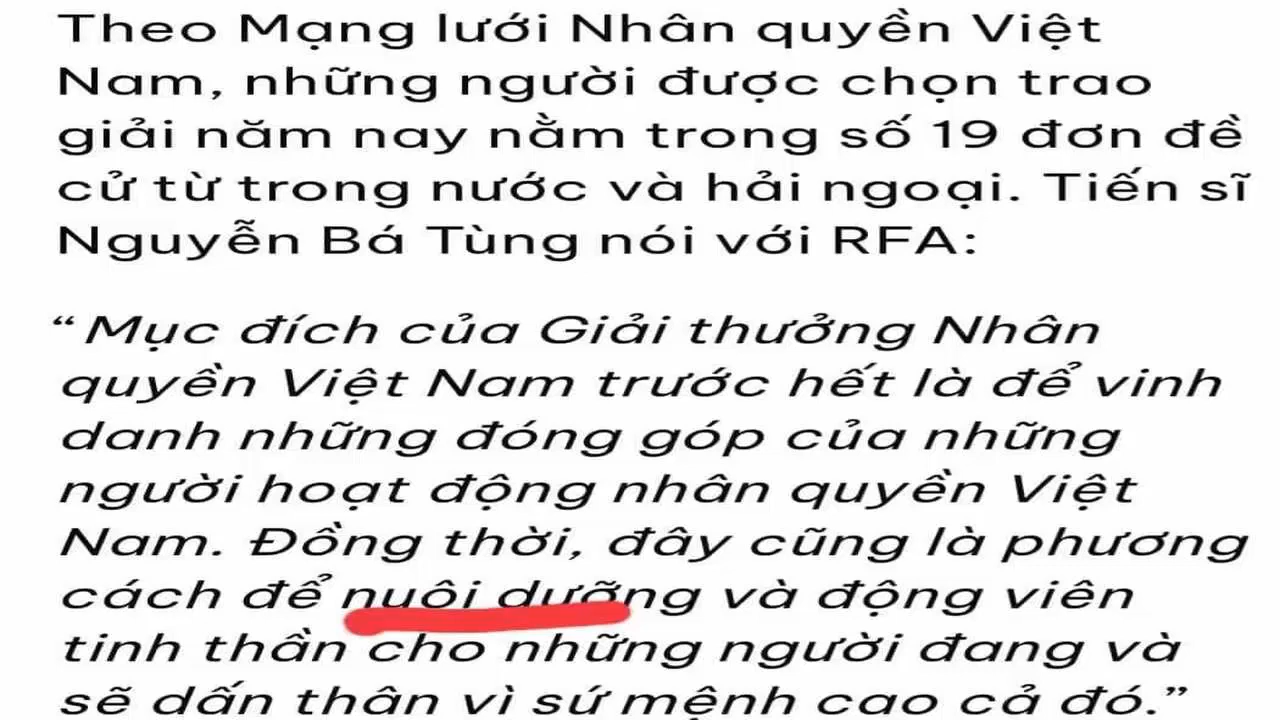 Theo Mạng lưới Nhân quyền Việt
Nam, những người được chọn trao
giải năm nay nằm trong số 19 đơn đề
cử từ trong nước và hải ngoại. Tiến sĩ
Nguyễn Bá Tùng nói với RFA:
“Mục đích của Giải thưởng Nhân
quyền Việt Nam trước hết là để vinh
danh những đóng góp của những
người hoạt động nhân quyền Việt
Nam. Đồng thời, đây cũng là phương
cách để nuôi dưỡng và động viên
tinh thần cho những người đang và
sẽ dấn thân vì sứ mệnh cao cả đó.”